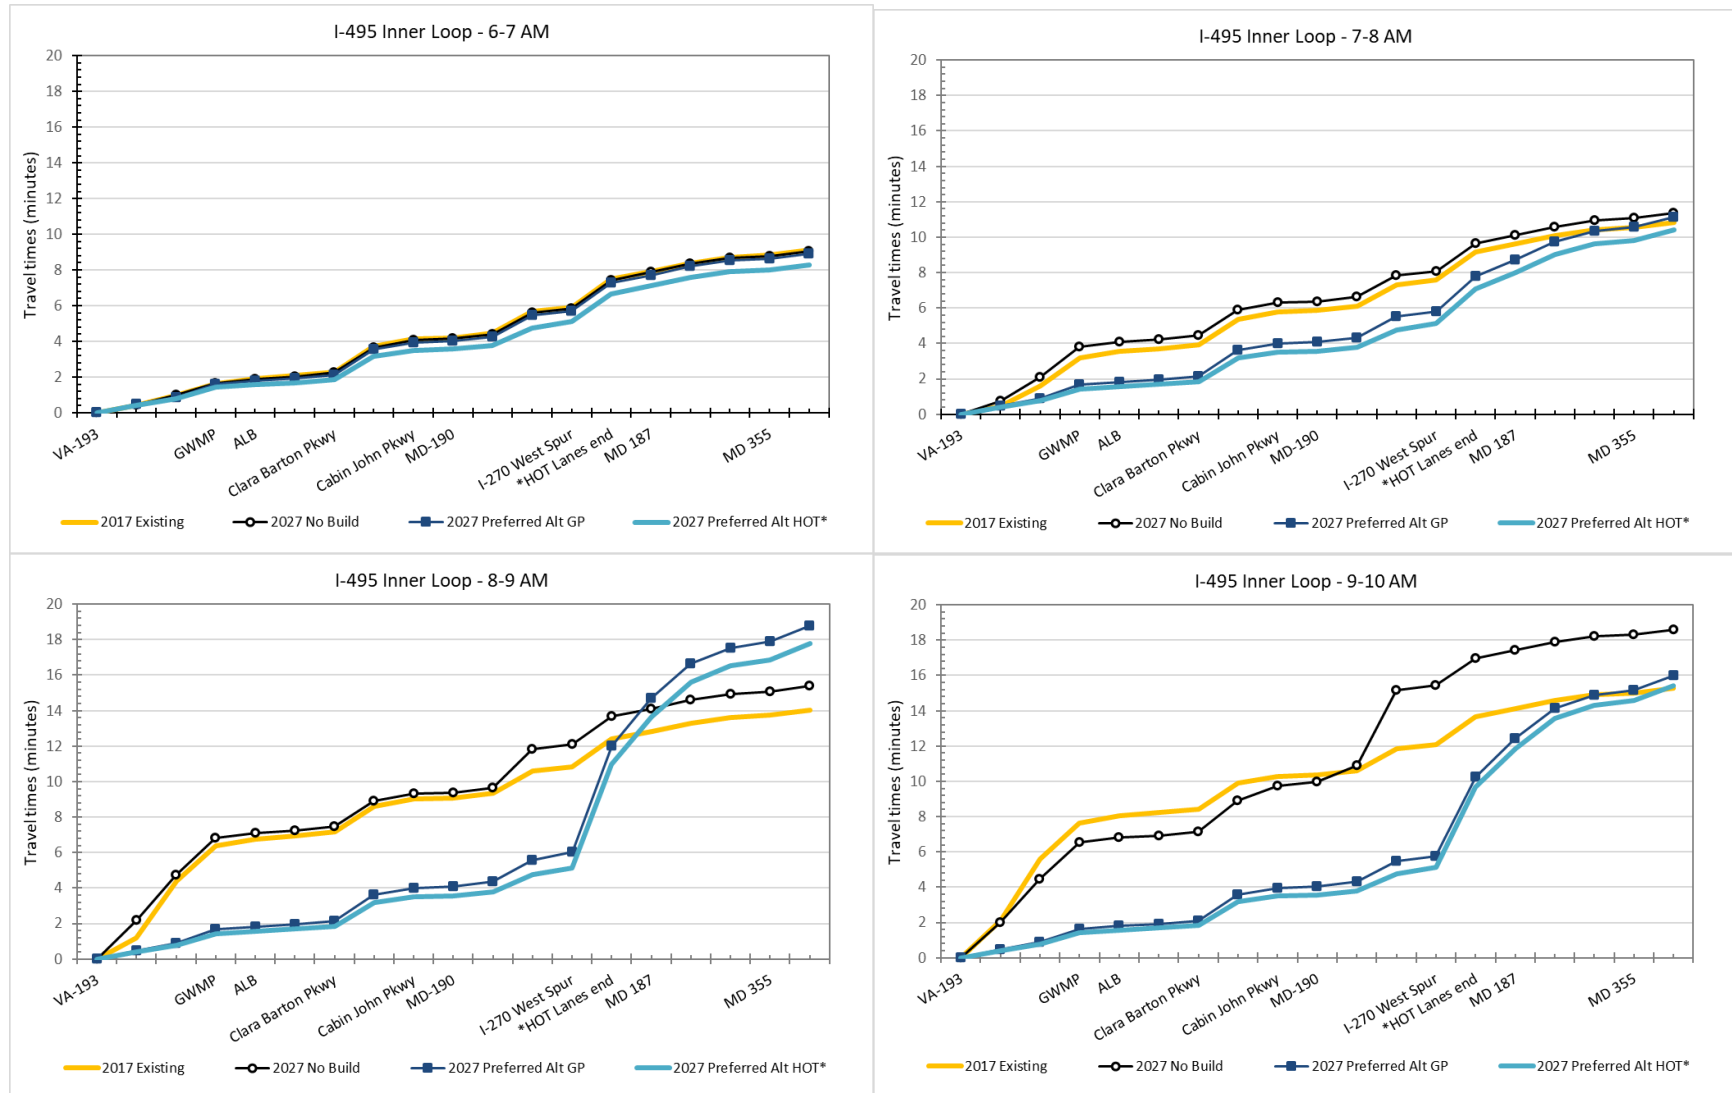 I-495 Inner Loop - 6-7 AM
Travel times (minutes)
20
18
16
14
12
10
8
6
4
2
0
VA-193
GWMP
ALB
Clara Barton Pkwy
Cabin John Pkwy
MD-190
I-270 West Spur
*HOT Lanes end
MD 187
MD 355
2017 Existing
2027 No Build
2027 Preferred Alt GP
2027 Preferred Alt HOT*
I-495 Inner Loop - 7-8 AM
Travel times (minutes)
20
18
16
14
12
10
8
6
4
2
0
VA-193
GWMP
ALB
Clara Barton Pkwy
Cabin John Pkwy
MD-190
I-270 West Spur
*HOT Lanes end
MD 187
MD 355
2017 Existing
2027 No Build
2027 Preferred Alt GP
2027 Preferred Alt HOT*
I-495 Inner Loop - 8-9 AM
Travel times (minutes)
20
18
16
14
12
10
8
6
4
2
0
VA-193
GWMP
ALB
Clara Barton Pkwy
Cabin John Pkwy
MD-190
I-270 West Spur
*HOT Lanes end
MD 187
MD 355
2017 Existing
2027 No Build
2027 Preferred Alt GP
2027 Preferred Alt HOT*
I-495 Inner Loop - 9-10 AM
Travel times (minutes)
20
18
16
14
12
10
8
6
4
2
0
VA-193
GWMP
ALB
Clara Barton Pkwy
Cabin John Pkwy
MD-190
I-270 West Spur
*HOT Lanes end
MD 187
MD 355
2017 Existing
2027 No Build
2027 Preferred Alt GP
2027 Preferred Alt HOT*